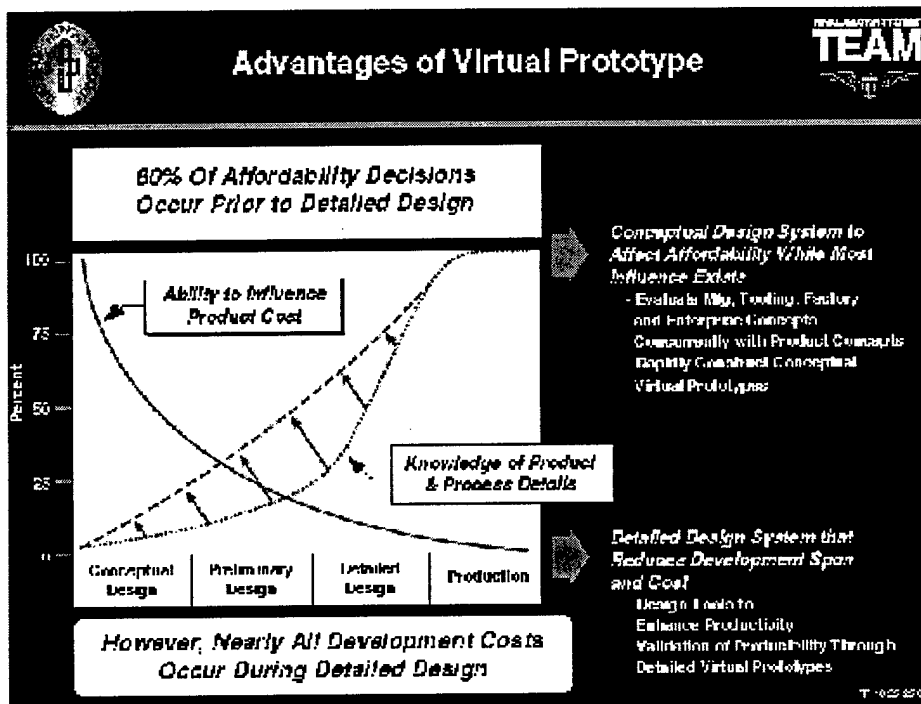 Advantages of Virtual Prototype
TEAM
80% Of Affordability Decisions
Occur Prior to Detailed Design
100
75
50
25
0
Percent
Ability to Influence
Product Cost
Knowledge of Product
& Process Details
Conceptual
Design
Preliminary
Design
Detailed
Design
Production
However, Nearly All Development Costs
Occur During Detailed Design
Conceptual Design System to
Affect Affordability While Most
Influence Exists
- Evaluate Mfg, Tooling, Factory
and Enterprise Concepts
Concurrently with Product Concepts
Rapidly Construct Conceptual
Virtual Prototypes
Detailed Design System that
Reduces Development Span
and Cost
Design Tools to
Enhance Productivity
Validation of Producibility Through
Detailed Virtual Prototypes